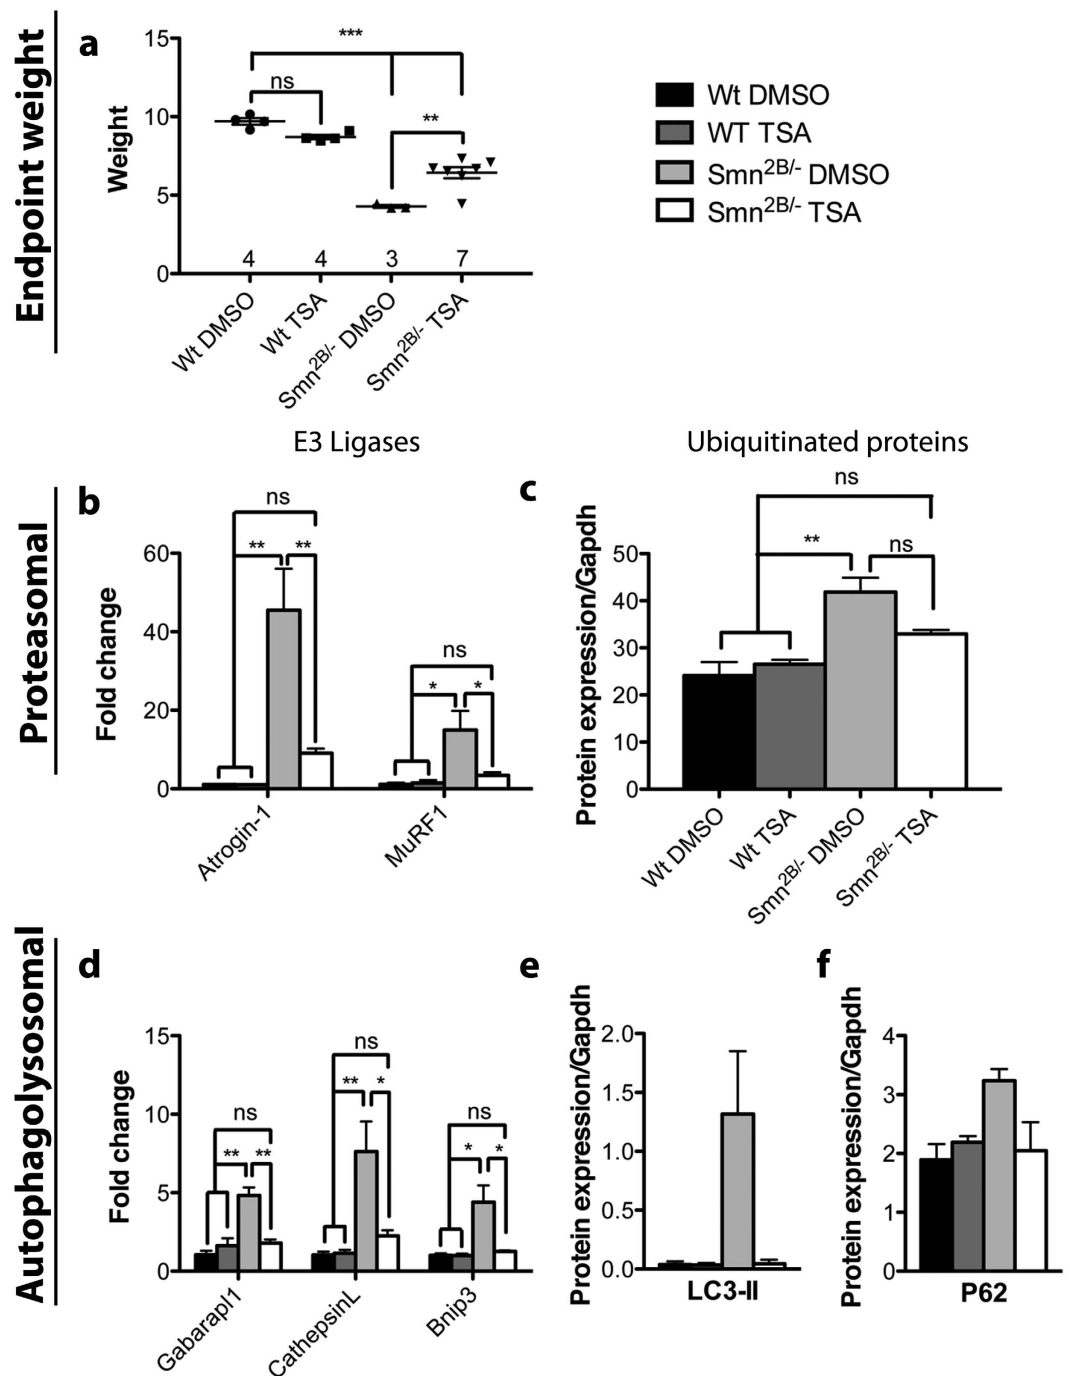 Endpoint weight
a
Weight
15
10
5
0
***
ns
**
4 4 3 7
Wt DMSO
Wt TSA
Smn2B/- DMSO
Smn2B/- TSA
Wt DMSO
WT TSA
Smn2B/- DMSO
Smn2B/- TSA
Proteasomal
E3 Ligases
b
Fold change
60
40
20
0
ns
** **
ns
* *
Atrogin-1
MuRF1
Ubiquitinated proteins
c
Protein expression/Gapdh
50
40
30
20
10
0
ns
**
ns
Wt DMSO
Wt TSA
Smn2B/- DMSO
Smn2B/- TSA
Autophagolysosomal
d
Fold change
15
10
5
0
ns
** **
ns
** *
ns
* *
Gabarapl1
CathepsinL
Bnip3
e
Protein expression/Gapdh
2.0
1.5
1.0
0.5
0.0
LC3-II
f
Protein expression/Gapdh
4
3
2
1
0
P62